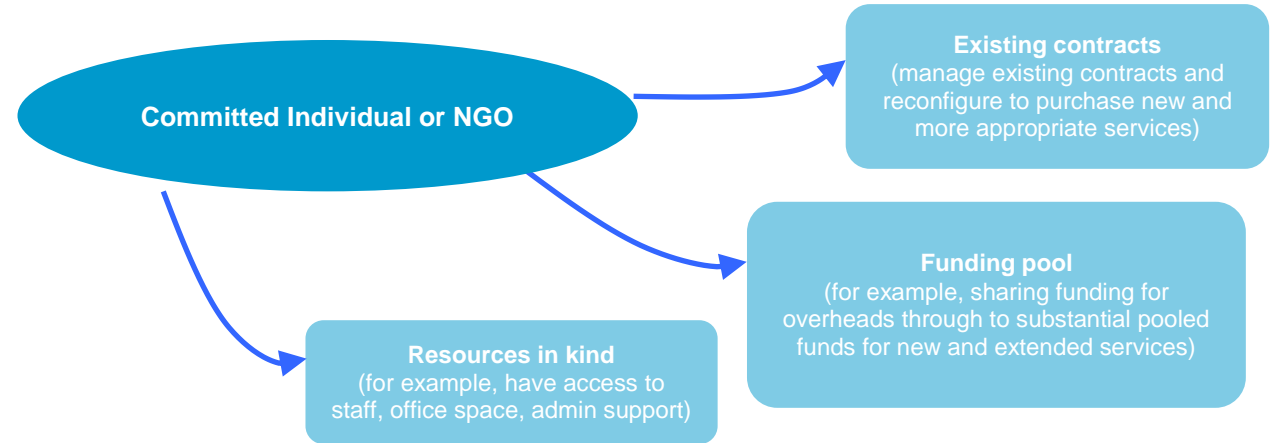 Existing contracts
(manage existing contracts and
reconfigure to purchase new and
more appropriate services)
Committed Individual or NGO
Funding pool
(for example, sharing funding for
overheads through to substantial pooled
funds for new and extended services)
Resources in kind
(for example, have access to
staff, office space, admin support)